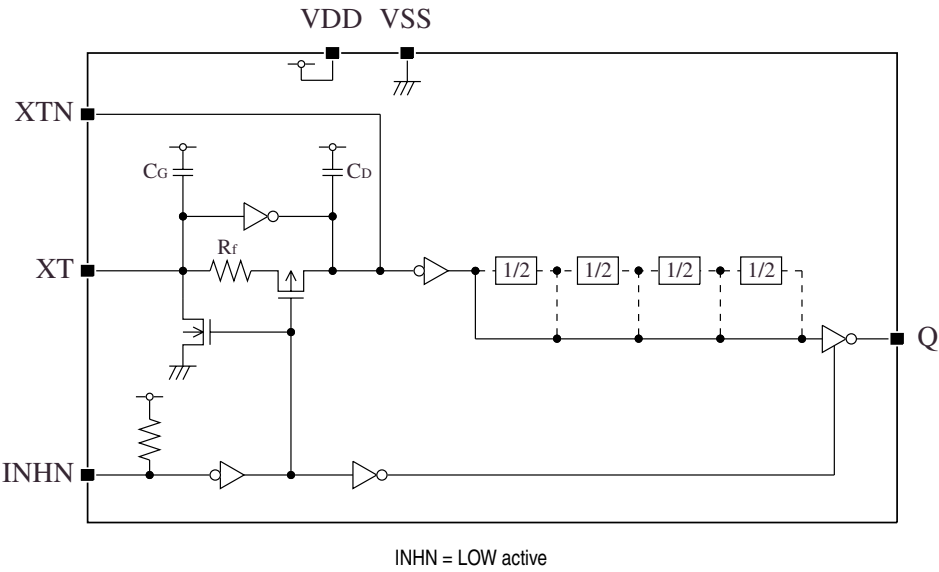 VDD VSS
XTN
CG CD
Rf
XT 1/2 1/2 1/2 1/2
Q
INHN
INHN = LOW active